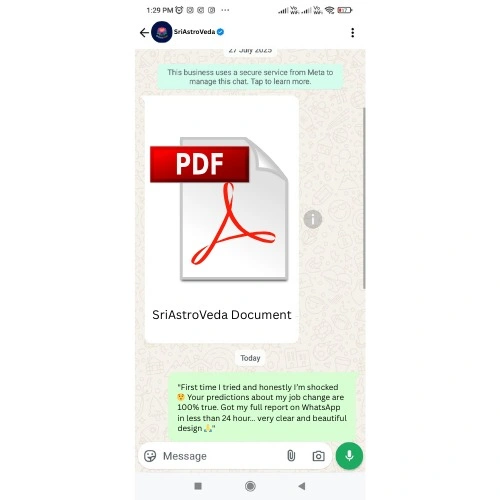 1:29 PM
SriAstroVeda
27 July 2025
This business uses a secure service from Meta to
manage this chat. Tap to learn more.
PDF
SriAstroVeda Document
Today
"First time I tried and honestly I'm shocked
😲 Your predictions about my job change are
100% true. Got my full report on WhatsApp
in less than 24 hour... very clear and beautiful
design 🙏"
Message